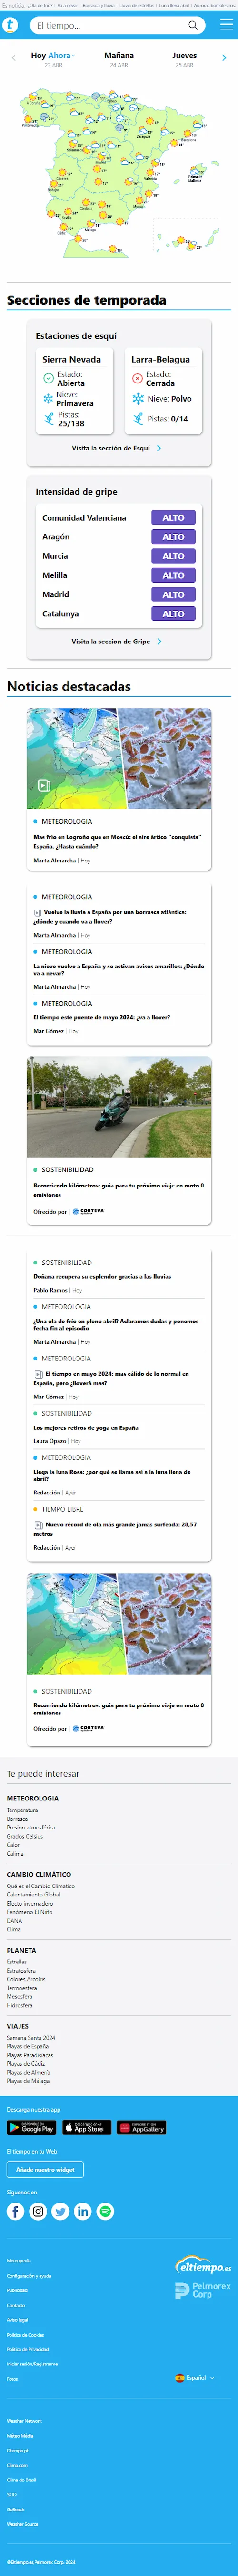 Es noticia: ¿Ola de frío? Va a nevar Borrasca y lluvia Lluvia de estrellas Luna llena abril Auroras boreales rosas
El tiempo...
Hoy Ahora
23 ABR
Mañana
24 ABR
Jueves
25 ABR
Secciones de temporada
Estaciones de esquí
Sierra Nevada
Estado:
Abierta
Nieve:
Primavera
Pistas:
25/138
Larra-Belagua
Estado:
Cerrada
Nieve: Polvo
Pistas: 0/14
Visita la sección de Esquí
Intensidad de gripe
Comunidad Valenciana ALTO
Aragón ALTO
Murcia ALTO
Melilla ALTO
Madrid ALTO
Catalunya ALTO
Visita la seccion de Gripe
Noticias destacadas
METEOROLOGIA
Mas frío en Logroño que en Moscú: el aire ártico "conquista"
España. ¿Hasta cuándo?
Marta Almarcha | Hoy
METEOROLOGIA
Vuelve la lluvia a España por una borrasca atlántica:
¿dónde y cuando va a llover?
Marta Almarcha | Hoy
METEOROLOGIA
La nieve vuelve a España y se activan avisos amarillos: ¿Dónde
va a nevar?
Marta Almarcha | Hoy
METEOROLOGIA
El tiempo este puente de mayo 2024: ¿va a llover?
Mar Gómez | Hoy
SOSTENIBILIDAD
Recorriendo kilómetros: guía para tu próximo viaje en moto 0
emisiones
Ofrecido por | CORTEVA
SOSTENIBILIDAD
Doñana recupera su esplendor gracias a las lluvias
Pablo Ramos | Hoy
METEOROLOGIA
¿Una ola de frío en pleno abril? Aclaramos dudas y ponemos
fecha fin al episodio
Marta Almarcha | Hoy
METEOROLOGIA
El tiempo en mayo 2024: mas cálido de lo normal en
España, pero ¿lloverá mas?
Mar Gómez | Hoy
SOSTENIBILIDAD
Los mejores retiros de yoga en España
Laura Opazo | Hoy
METEOROLOGIA
Llega la luna Rosa: ¿por qué se llama así a la luna llena de
abril?
Redacción | Ayer
TIEMPO LIBRE
Nuevo récord de ola más grande jamás surfeada: 28,57
metros
Redacción | Ayer
SOSTENIBILIDAD
Recorriendo kilómetros: guía para tu próximo viaje en moto 0
emisiones
Ofrecido por | CORTEVA
Te puede interesar
METEOROLOGIA
Temperatura
Borrasca
Presion atmosférica
Grados Celsius
Calor
Calima
CAMBIO CLIMÁTICO
Qué es el Cambio Climatico
Calentamiento Global
Efecto invernadero
Fenómeno El Niño
DANA
Clima
PLANETA
Estrellas
Estratosfera
Colores Arcoíris
Termosfera
Mesosfera
Hidrosfera
VIAJES
Semana Santa 2024
Playas de España
Playas Paradisíacas
Playas de Cádiz
Playas de Almería
Playas de Málaga
Descarga nuestra app
DISPONIBLE EN Google Play
App Store
AppGallery
El tiempo en tu Web
Añade nuestro widget
Síguenos en
Meteopedia
Configuración y ayuda
Publicidad
Contacto
Aviso legal
Política de Cookies
Política de Privacidad
Iniciar sesión/Registrarme
Fotos
eltiempo.es
Pelmorex
Corp
Español
Weather Network
Météo Média
Otempo.pt
Clima.com
Clima do Brasil
SICCI
GoBeach
Weather Source
©Eltiempo.es,Pelmorex Corp. 2024